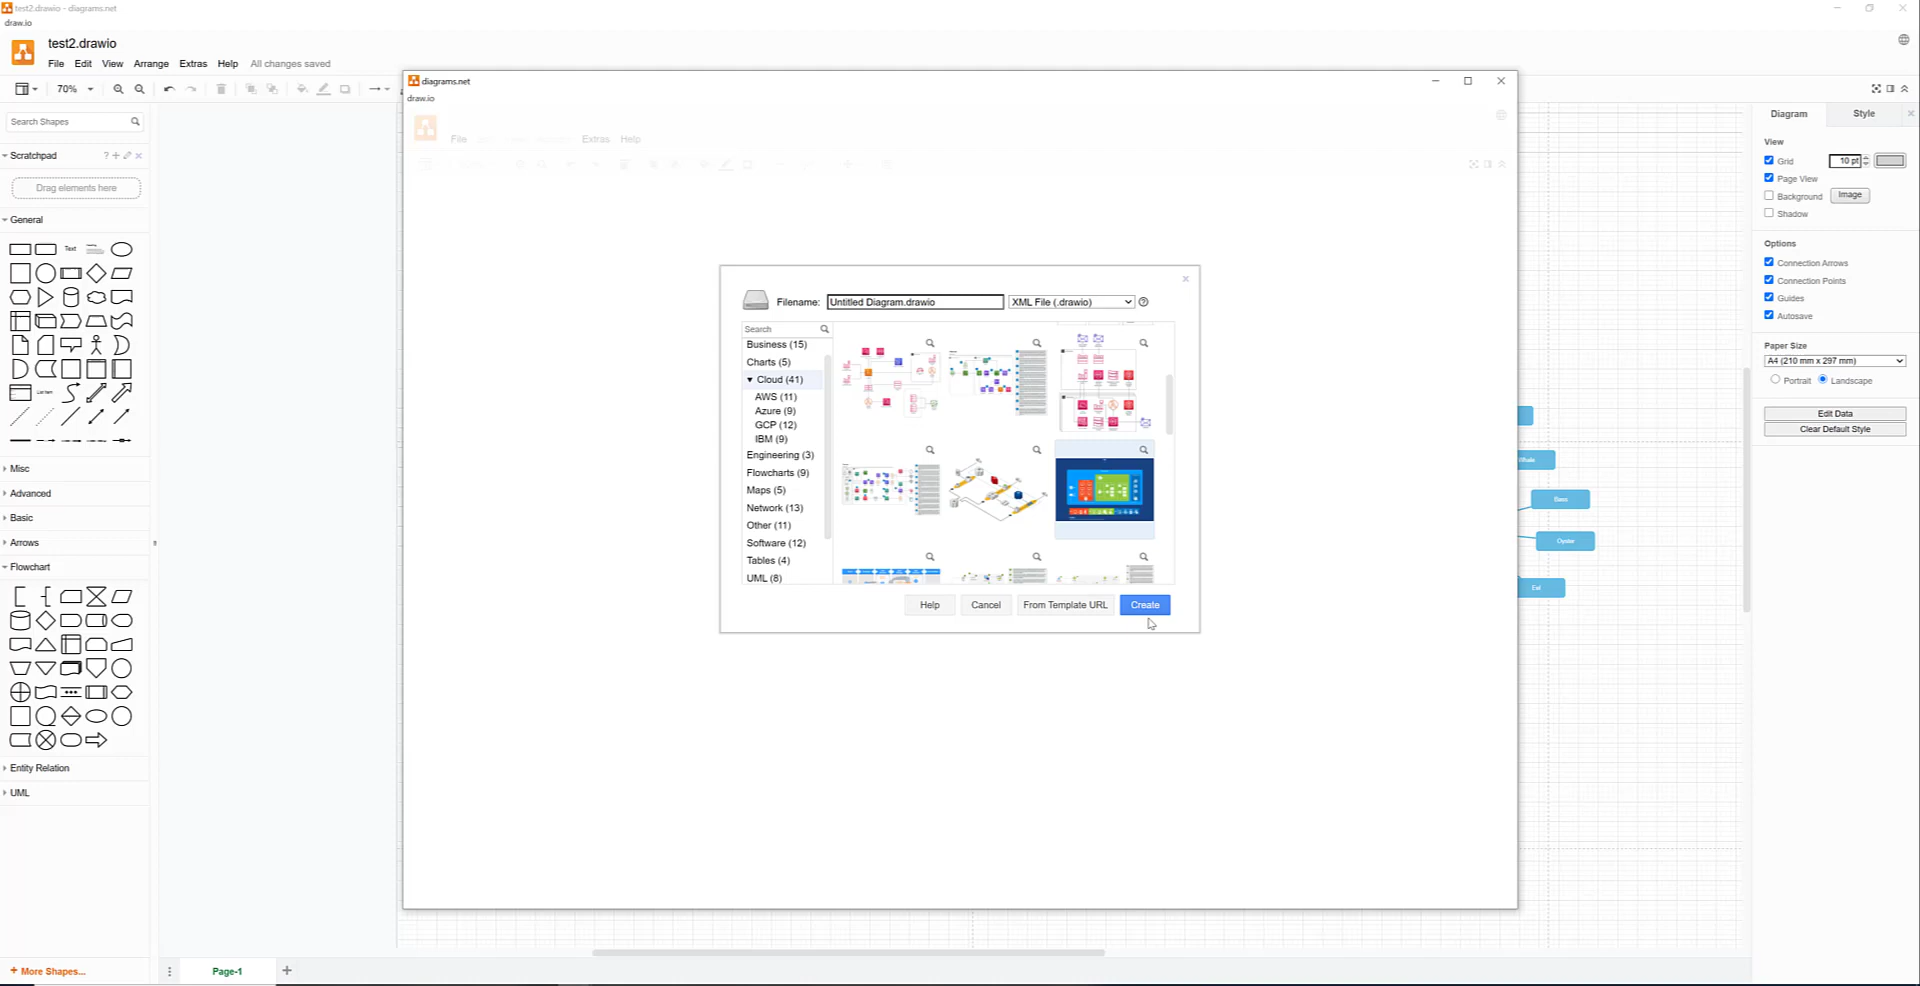 test2.drawio - diagrams.net
draw.io
test2.drawio
File Edit View Arrange Extras Help All changes saved
70%
Search Shapes
Scratchpad ?
Drag elements here
General
Text
List Item
Misc
Advanced
Basic
Arrows
Flowchart
Entity Relation
UML
+ More Shapes...
Page-1
diagrams.net
draw.io
File Extras Help
Filename: Untitled Diagram.drawio XML File (.drawio)
Search
Business (15)
Charts (5)
Cloud (41)
AWS (11)
Azure (9)
GCP (12)
IBM (9)
Engineering (3)
Flowcharts (9)
Maps (5)
Network (13)
Other (11)
Software (12)
Tables (4)
UML (8)
Help Cancel From Template URL Create
Bass
Oyster
Diagram Style
View
Grid 10 pt
Page View
Background Image
Shadow
Options
Connection Arrows
Connection Points
Guides
Autosave
Paper Size
A4 (210 mm x 297 mm)
Portrait Landscape
Edit Data
Clear Default Style